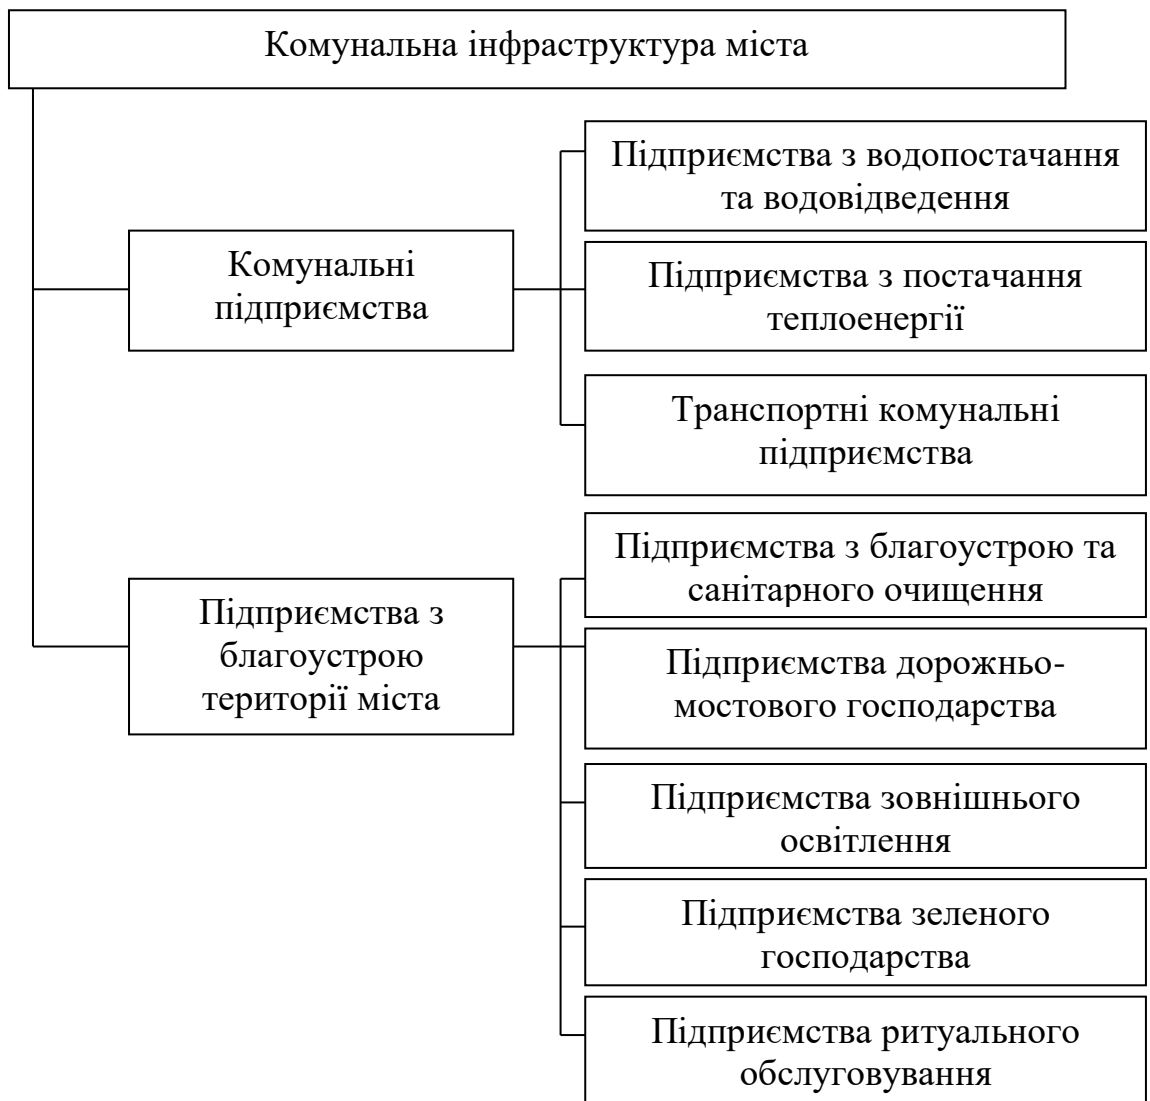 Комунальна інфраструктура міста
Підприємства з водопостачання
та водовідведення
Комунальні
підприємства
Підприємства з постачання
теплоенергії
Транспортні комунальні
підприємства
Підприємства з благоустрою та
санітарного очищення
Підприємства з
благоустрою
території міста
Підприємства дорожньо-
мостового господарства
Підприємства зовнішнього
освітлення
Підприємства зеленого
господарства
Підприємства ритуального
обслуговування